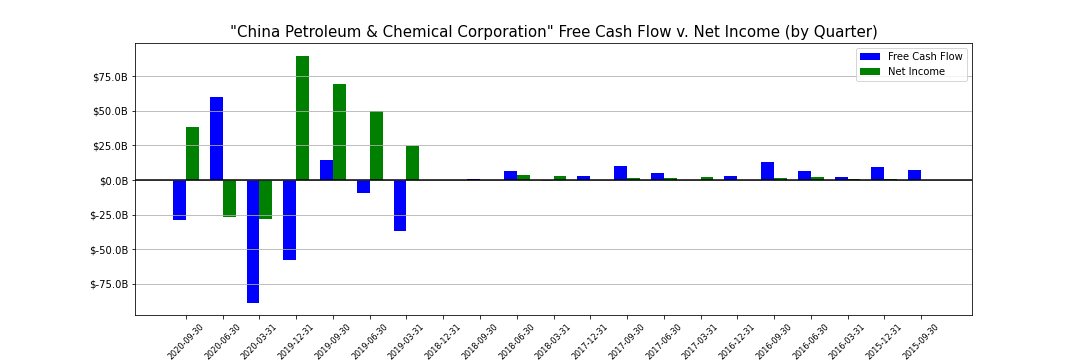 "China Petroleum & Chemical Corporation" Free Cash Flow v. Net Income (by Quarter)
Free Cash Flow
Net Income
$75.0B
$50.0B
$25.0B
$0.0B
$-25.0B
$-50.0B
$-75.0B
2020-09-30
2020-06-30
2020-03-31
2019-12-31
2019-09-30
2019-06-30
2019-03-31
2018-12-31
2018-09-30
2018-06-30
2018-03-31
2017-12-31
2017-09-30
2017-06-30
2017-03-31
2016-12-31
2016-09-30
2016-06-30
2016-03-31
2015-12-31
2015-09-30